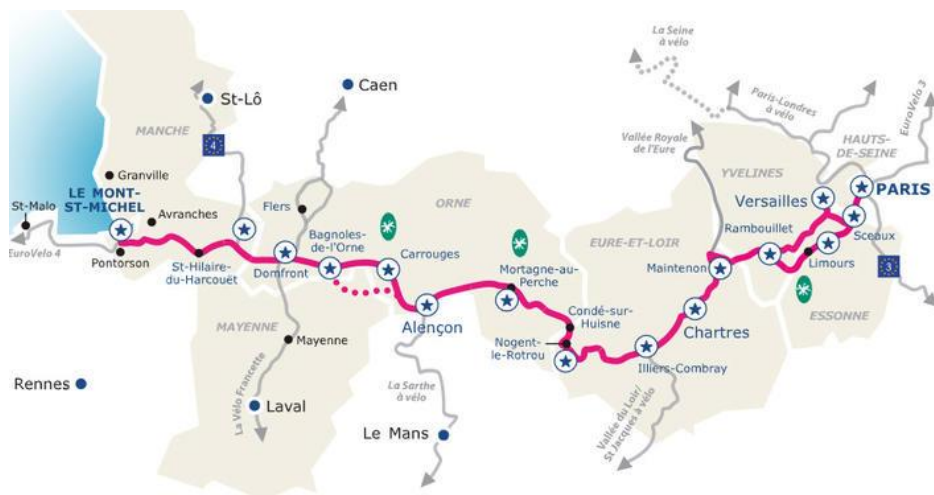 La Seine
à vélo
Caen
St-Lô
Paris-Londres
à vélo
EuroVelo 3
MANCHE
4
Vallée Royale
de l'Eure
HAUTS-
DE-SEINE
YVELINES
Granville
LE MONT-
ST-MICHEL
St-Malo
Avranches
Flers
ORNE
Versailles
PARIS
Bagnoles-
de-l'Orne
Rambouillet
Sceaux
EuroVelo 4
Pontorson
St-Hilaire-
du-Harcouët
Domfront
Carrouges
EURE-ET-LOIR
Mortagne-au-
Perche
Maintenon
Limours
3
MAYENNE
Alençon
Condé-sur-
Huisne
Chartres
ESSONNE
Mayenne
Nogent-
le-Rotrou
Illiers-Combray
Rennes
La Vélo Francette
Laval
La Sarthe
à vélo
Le Mans
Vallée du Loir/
St Jacques à vélo